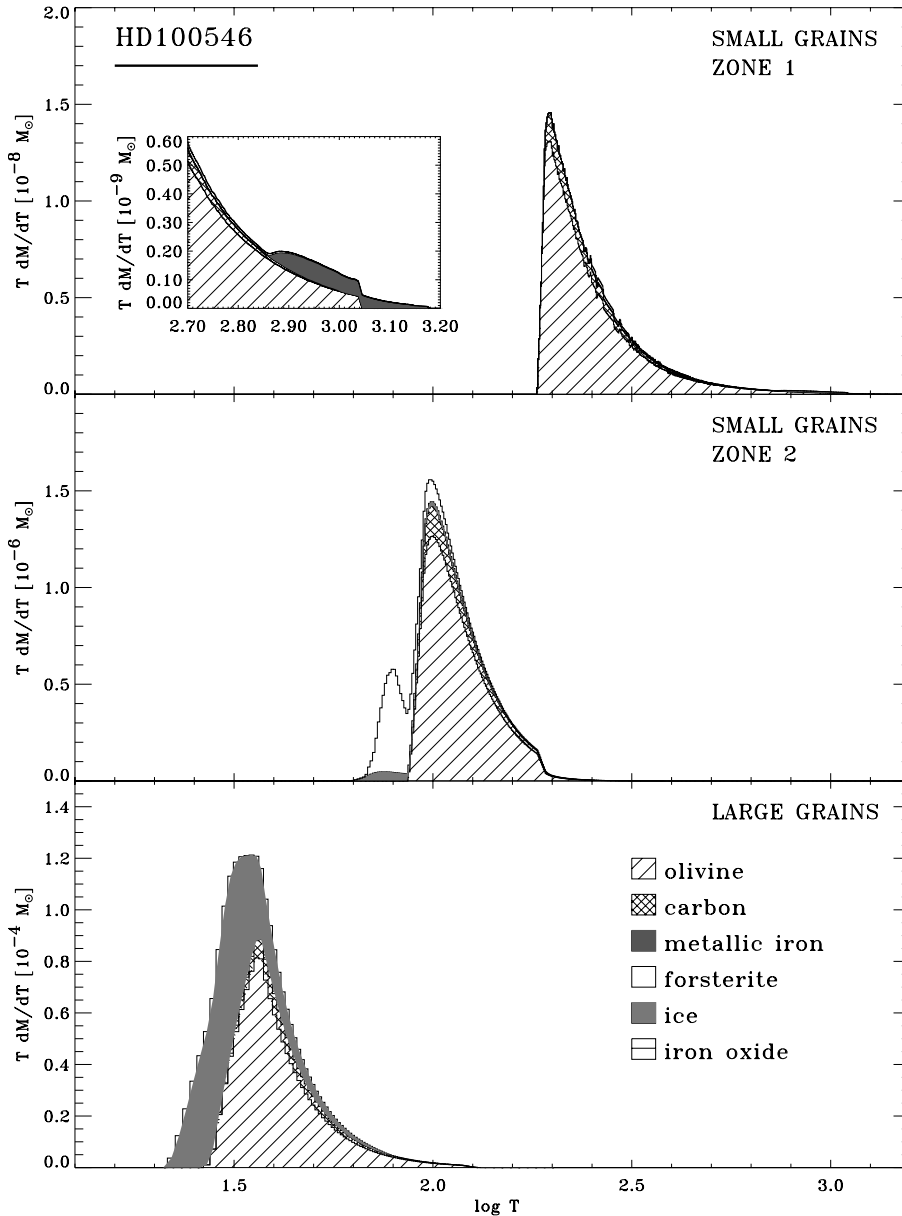 HD100546
SMALL GRAINS
ZONE 1
T dM/dT [10⁻⁸ M☉]
2.0
1.5
1.0
0.5
0.0
T dM/dT [10⁻⁹ M☉]
0.60
0.50
0.40
0.30
0.20
0.10
0.00
2.70 2.80 2.90 3.00 3.10 3.20
SMALL GRAINS
ZONE 2
T dM/dT [10⁻⁶ M☉]
1.5
1.0
0.5
0.0
LARGE GRAINS
T dM/dT [10⁻⁴ M☉]
1.4
1.2
1.0
0.8
0.6
0.4
0.2
0.0
olivine
carbon
metallic iron
forsterite
ice
iron oxide
1.5 2.0 2.5 3.0
log T